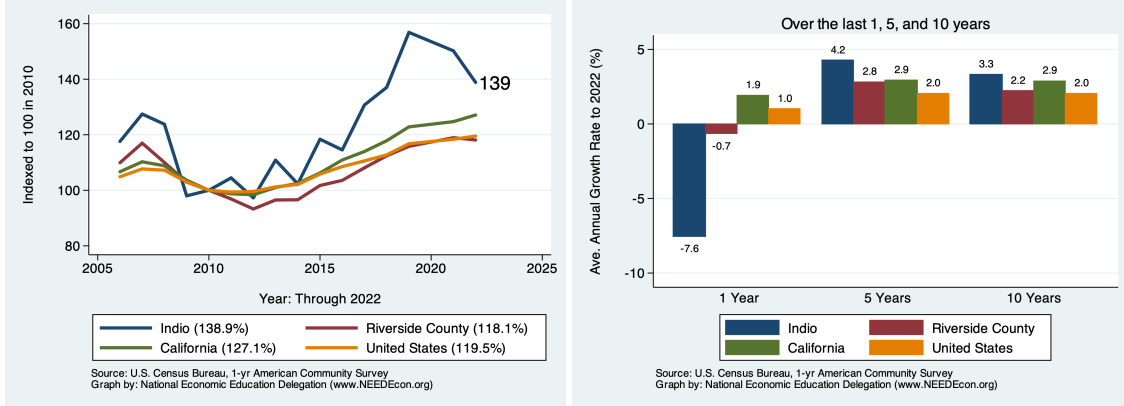 Indexed to 100 in 2010
160
140
120
100
80
139
2005
2010
2015
2020
2025
Year: Through 2022
Indio (138.9%)
Riverside County (118.1%)
California (127.1%)
United States (119.5%)
Source: U.S. Census Bureau, 1-yr American Community Survey
Graph by: National Economic Education Delegation (www.NEEDEcon.org)
Over the last 1, 5, and 10 years
Ave. Annual Growth Rate to 2022 (%)
5
0
-5
-10
-7.6
-0.7
1.9
1.0
4.2
2.8
2.9
2.0
3.3
2.2
2.9
2.0
1 Year
5 Years
10 Years
Indio
Riverside County
California
United States
Source: U.S. Census Bureau, 1-yr American Community Survey
Graph by: National Economic Education Delegation (www.NEEDEcon.org)